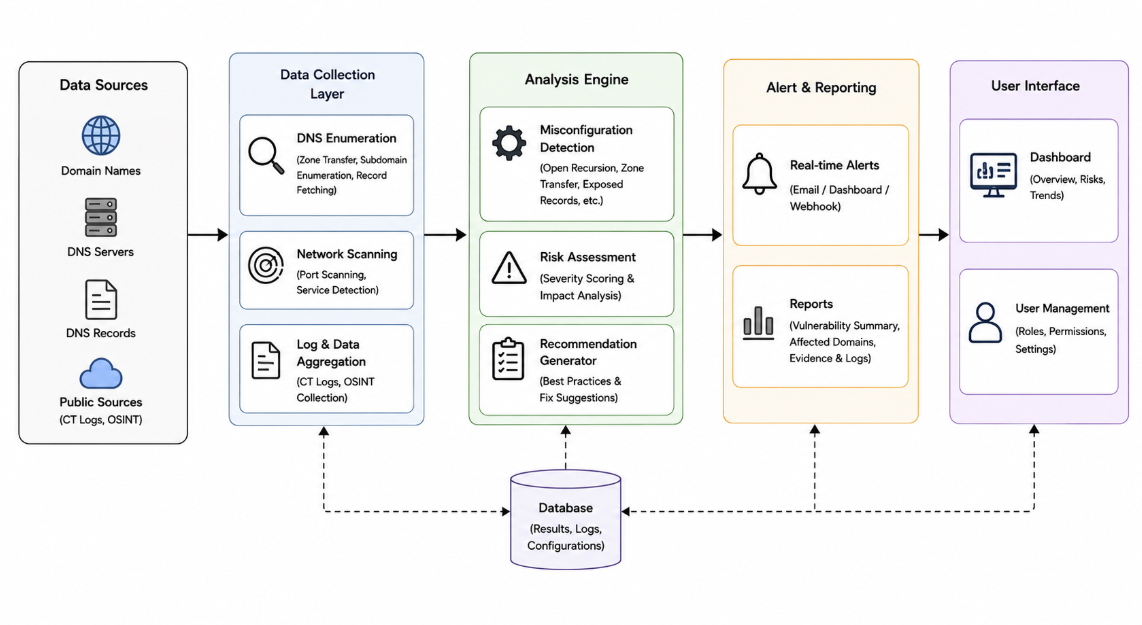 Data Sources
Domain Names
DNS Servers
DNS Records
Public Sources
(CT Logs, OSINT)
Data Collection
Layer
DNS Enumeration
(Zone Transfer, Subdomain
Enumeration, Record
Fetching)
Network Scanning
(Port Scanning,
Service Detection)
Log & Data
Aggregation
(CT Logs, OSINT
Collection)
Analysis Engine
Misconfiguration
Detection
(Open Recursion, Zone
Transfer, Exposed
Records, etc.)
Risk Assessment
(Severity Scoring &
Impact Analysis)
Recommendation
Generator
(Best Practices &
Fix Suggestions)
Alert & Reporting
Real-time Alerts
(Email / Dashboard /
Webhook)
Reports
(Vulnerability Summary,
Affected Domains,
Evidence & Logs)
User Interface
Dashboard
(Overview, Risks,
Trends)
User Management
(Roles, Permissions,
Settings)
Database
(Results, Logs,
Configurations)